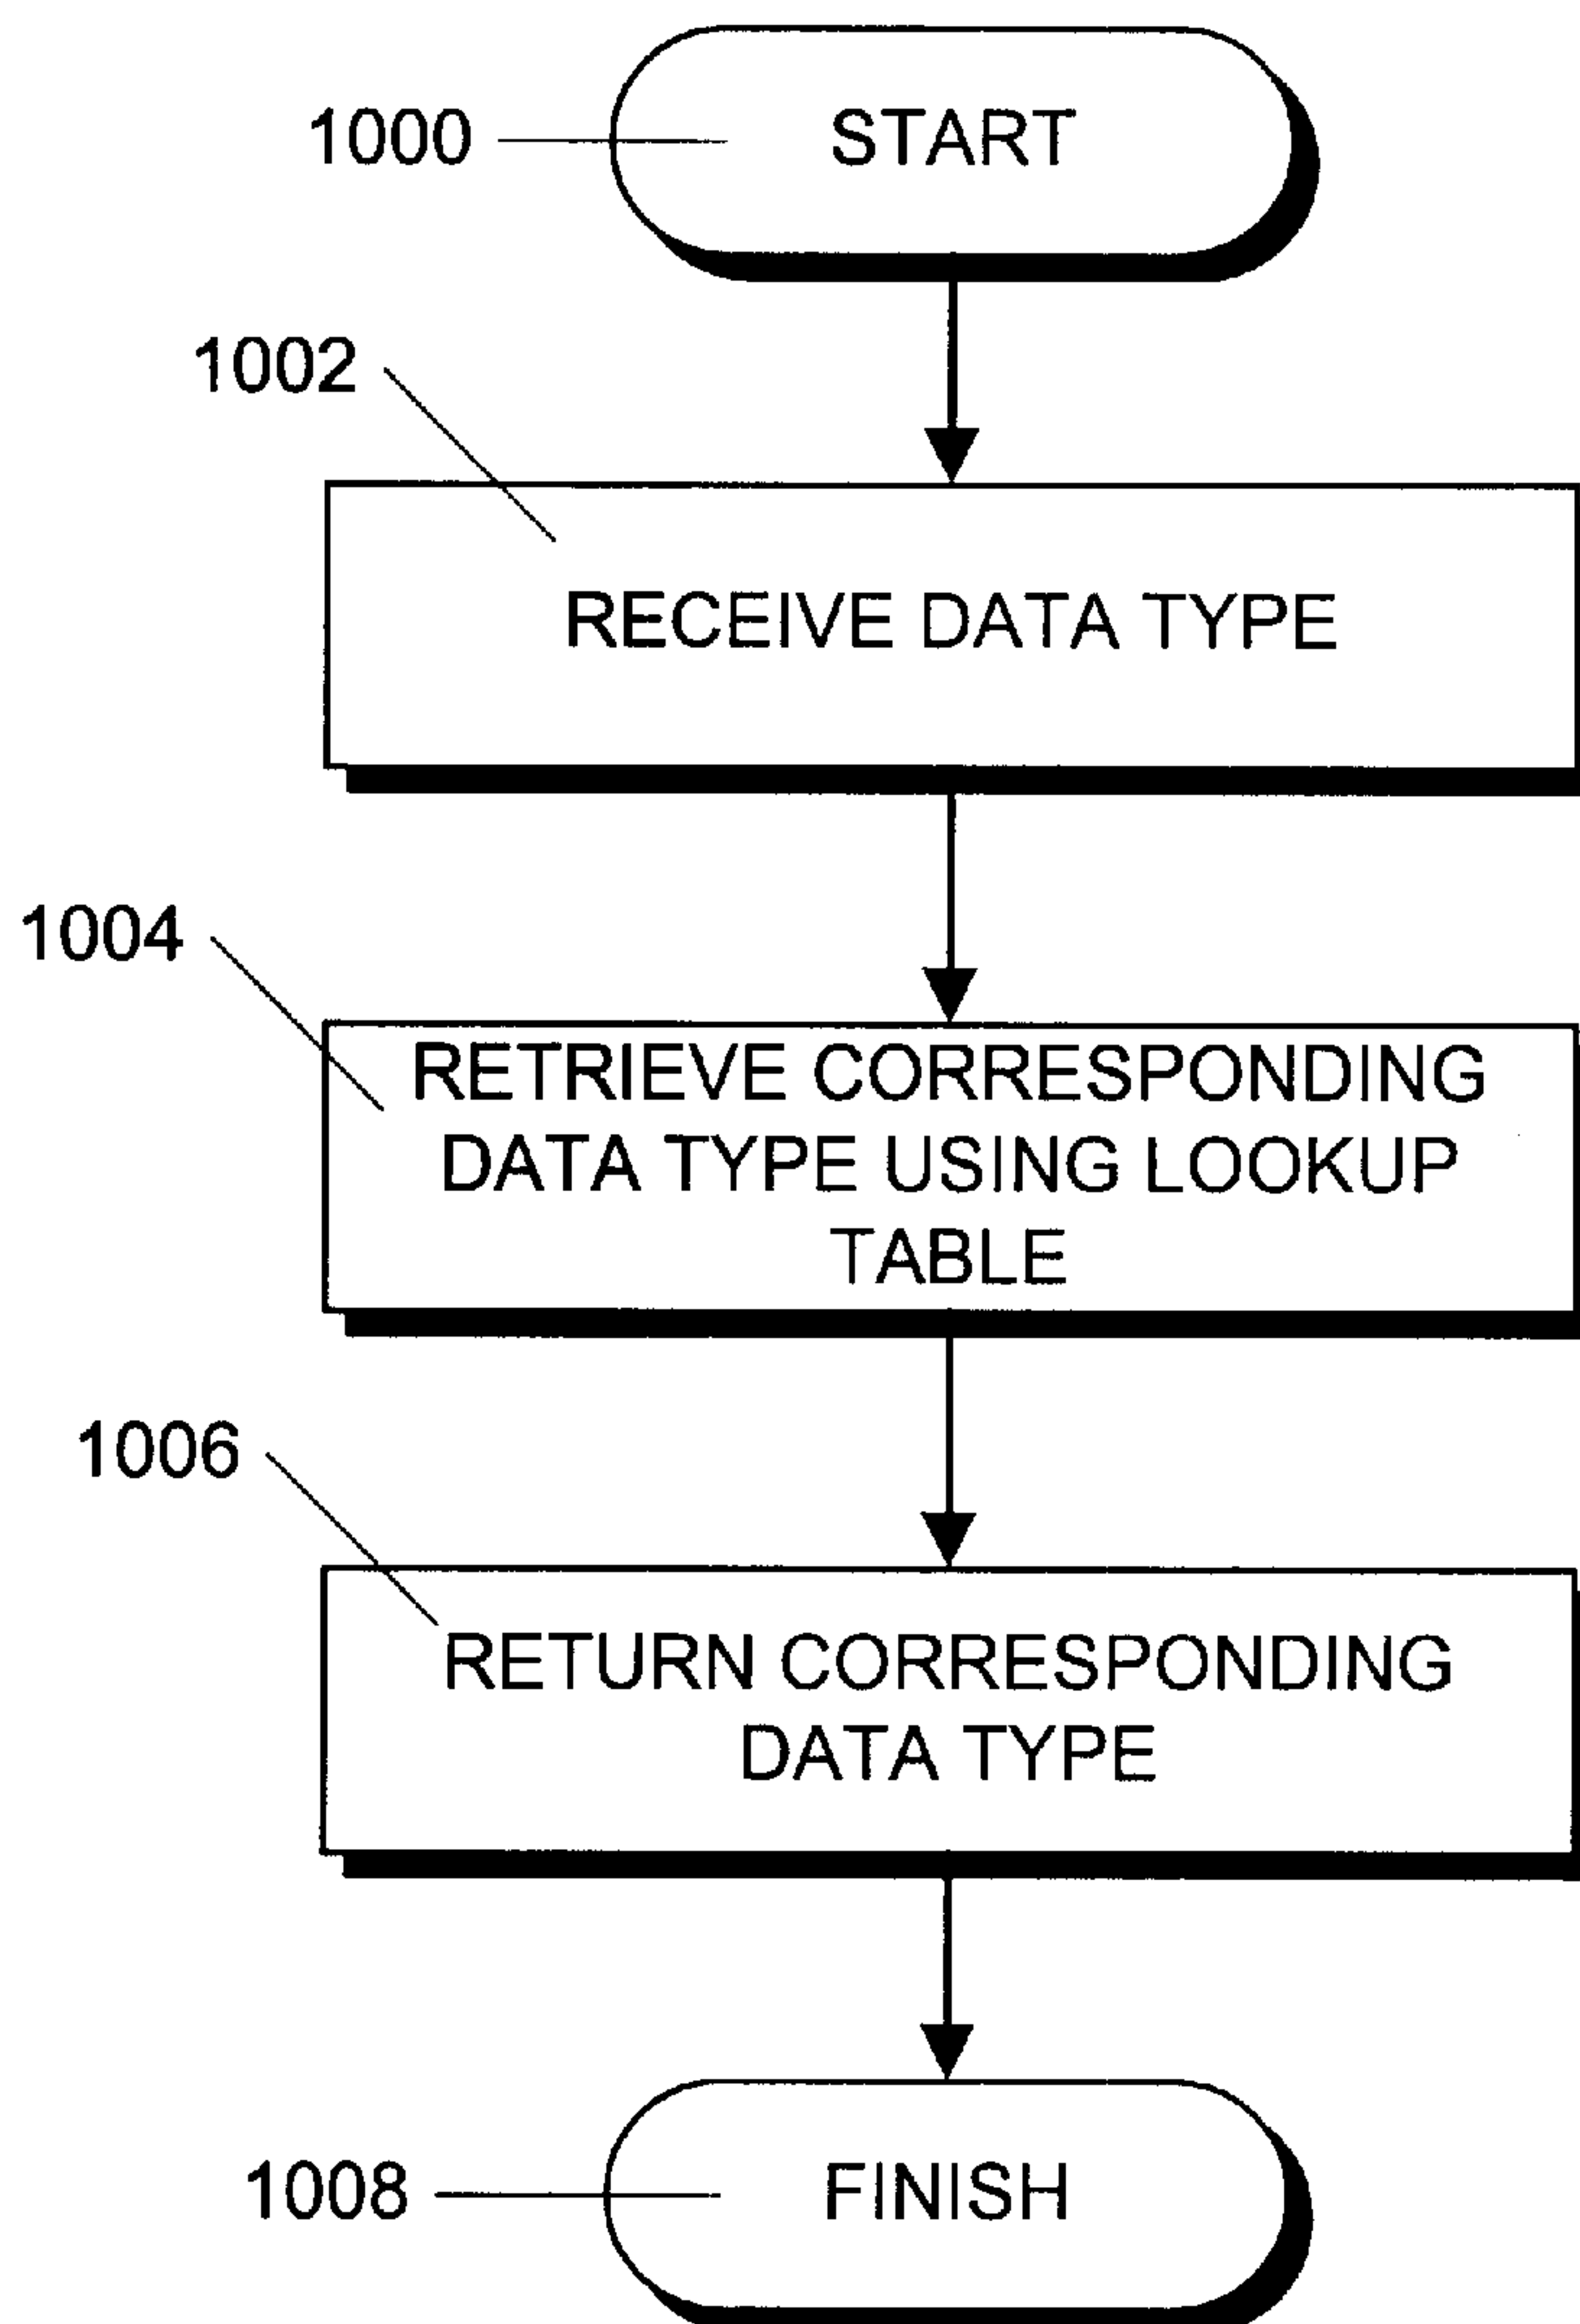 1000
START
1002
RECEIVE DATA TYPE
1004
RETRIEVE CORRESPONDING
DATA TYPE USING LOOKUP
TABLE
1006
RETURN CORRESPONDING
DATA TYPE
1008
FINISH